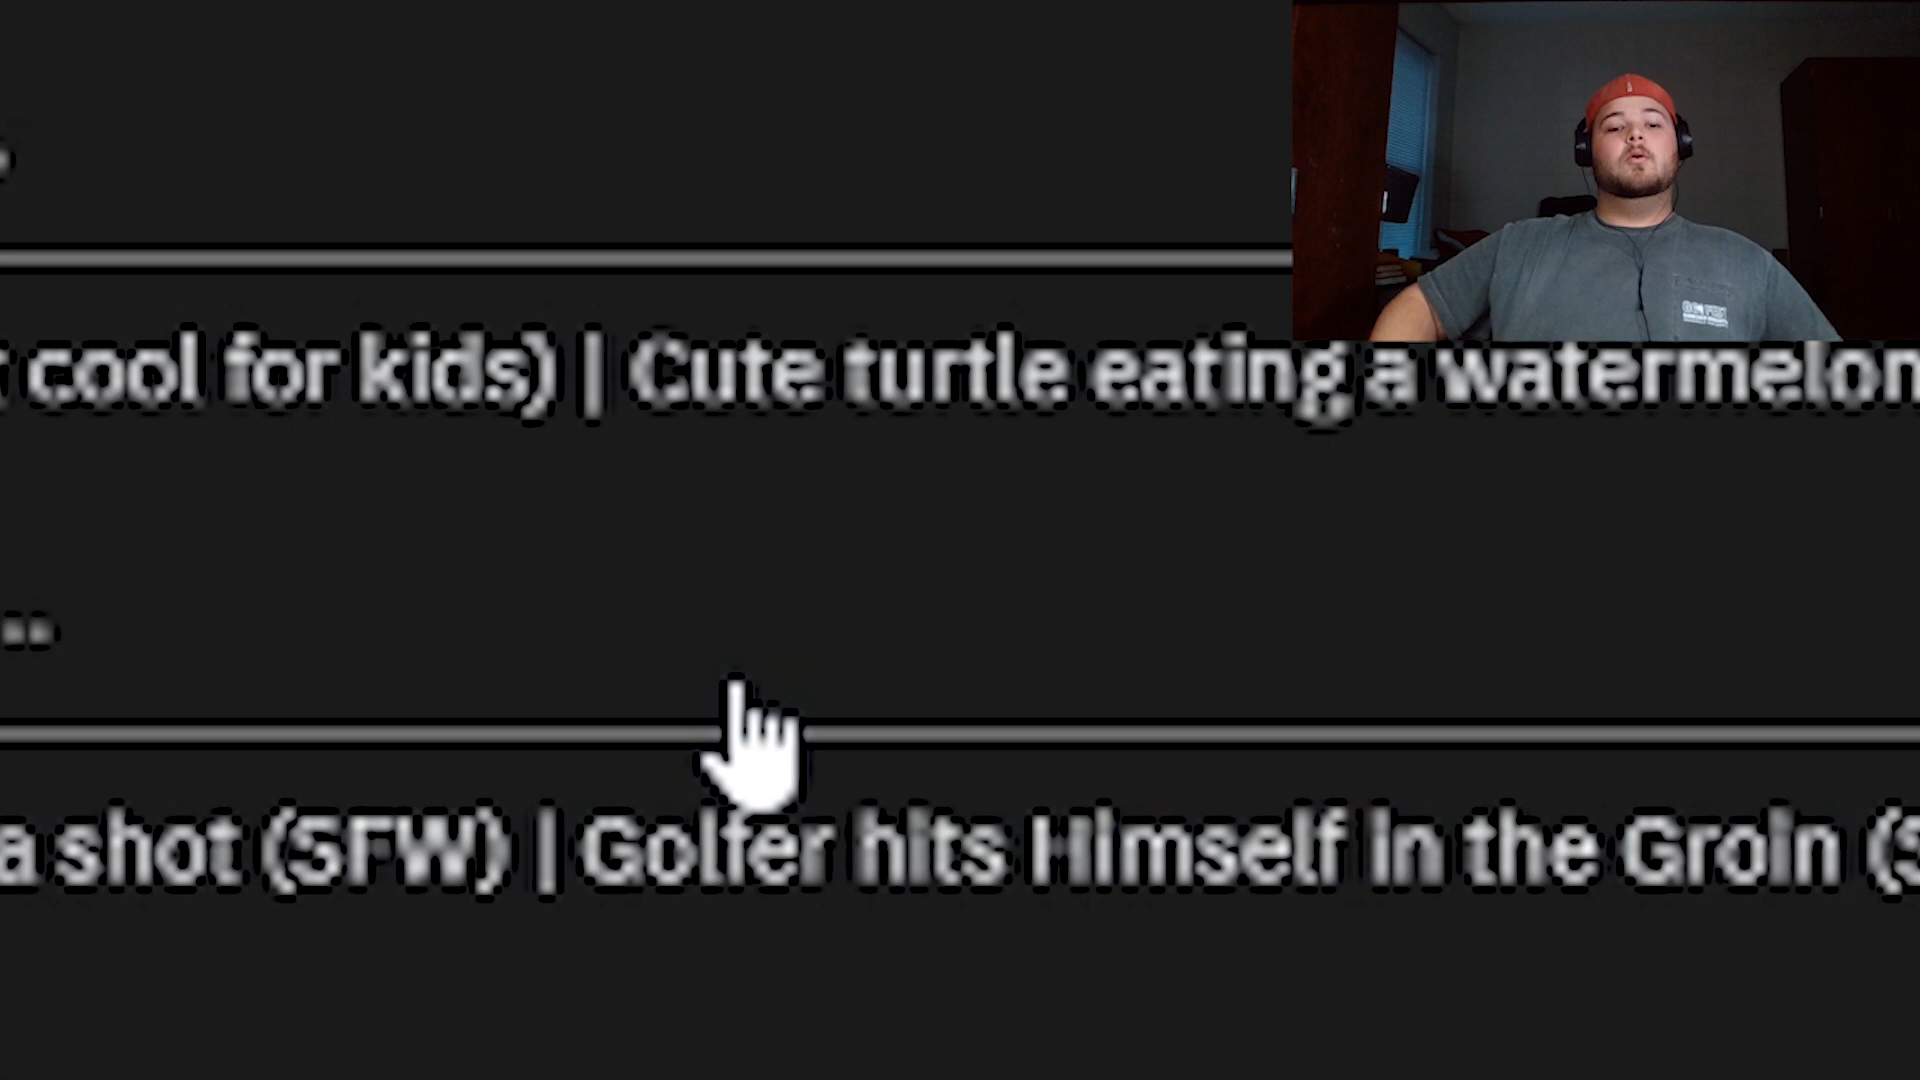 cool for kids) | Cute turtle eating a watermelon
a shot (SFW) | Golfer hits Himself in the Groin (S